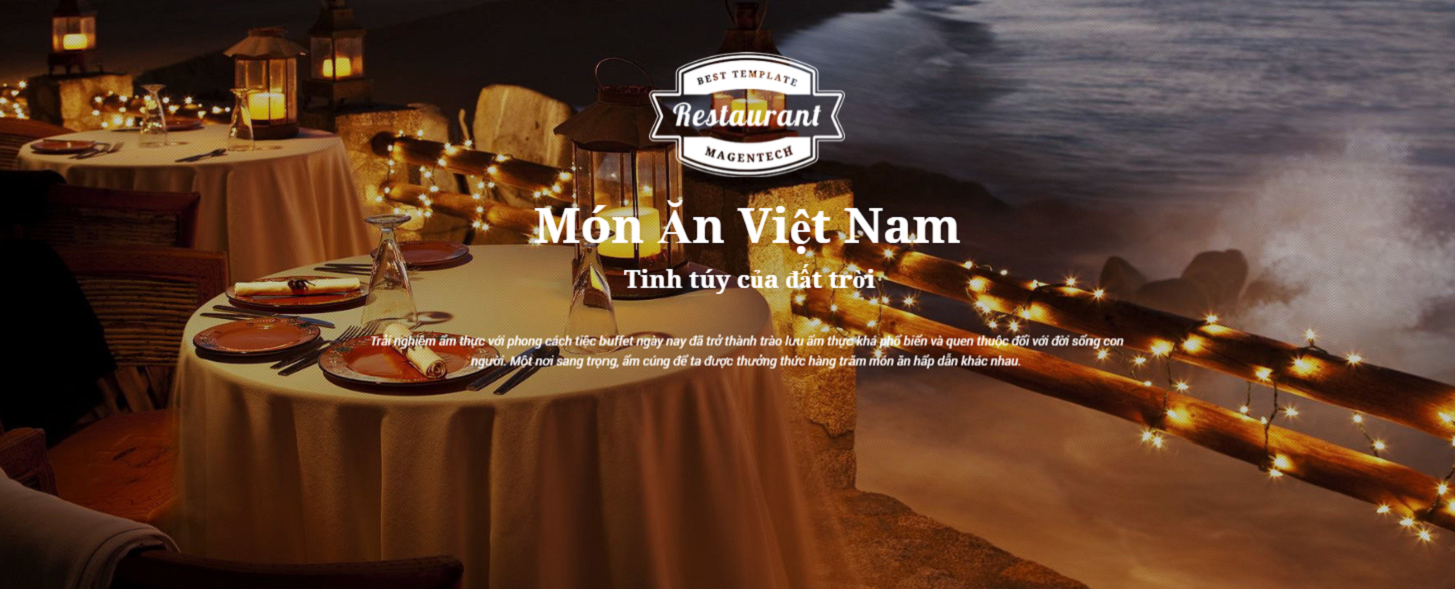 BEST TEMPLATE
Restaurant
MAGENTECH
Món Ăn Việt Nam
Tinh túy của đất trời
Trải nghiệm ẩm thực với phong cách tiệc buffet ngày nay đã trở thành trào lưu ẩm thực khá phổ biến và quen thuộc đối với đời sống con
người. Một nơi sang trọng, ấm cúng để ta được thưởng thức hàng trăm món ăn hấp dẫn khác nhau.